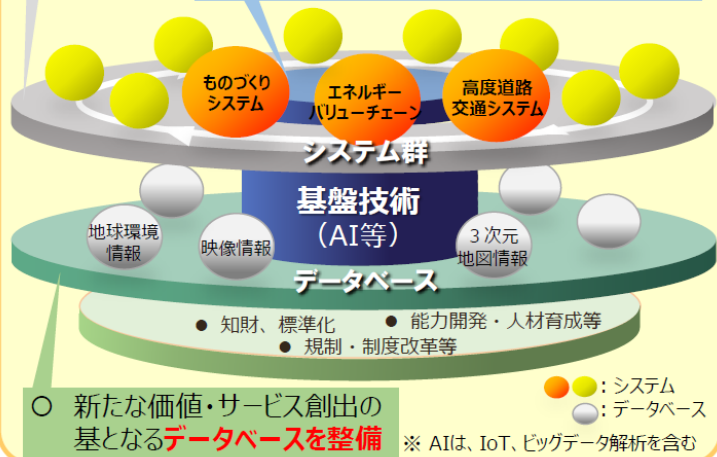 ものづくり
システム
エネルギー
バリューチェーン
高度道路
交通システム
システム群
基盤技術
(AI等)
地球環境
情報
映像情報
3次元
地図情報
データベース
● 知財、標準化
● 能力開発・人材育成等
● 規制・制度改革等
○ 新たな価値・サービス創出の
基となるデータベースを整備
:システム
:データベース
※ AIは、IoT、ビッグデータ解析を含む